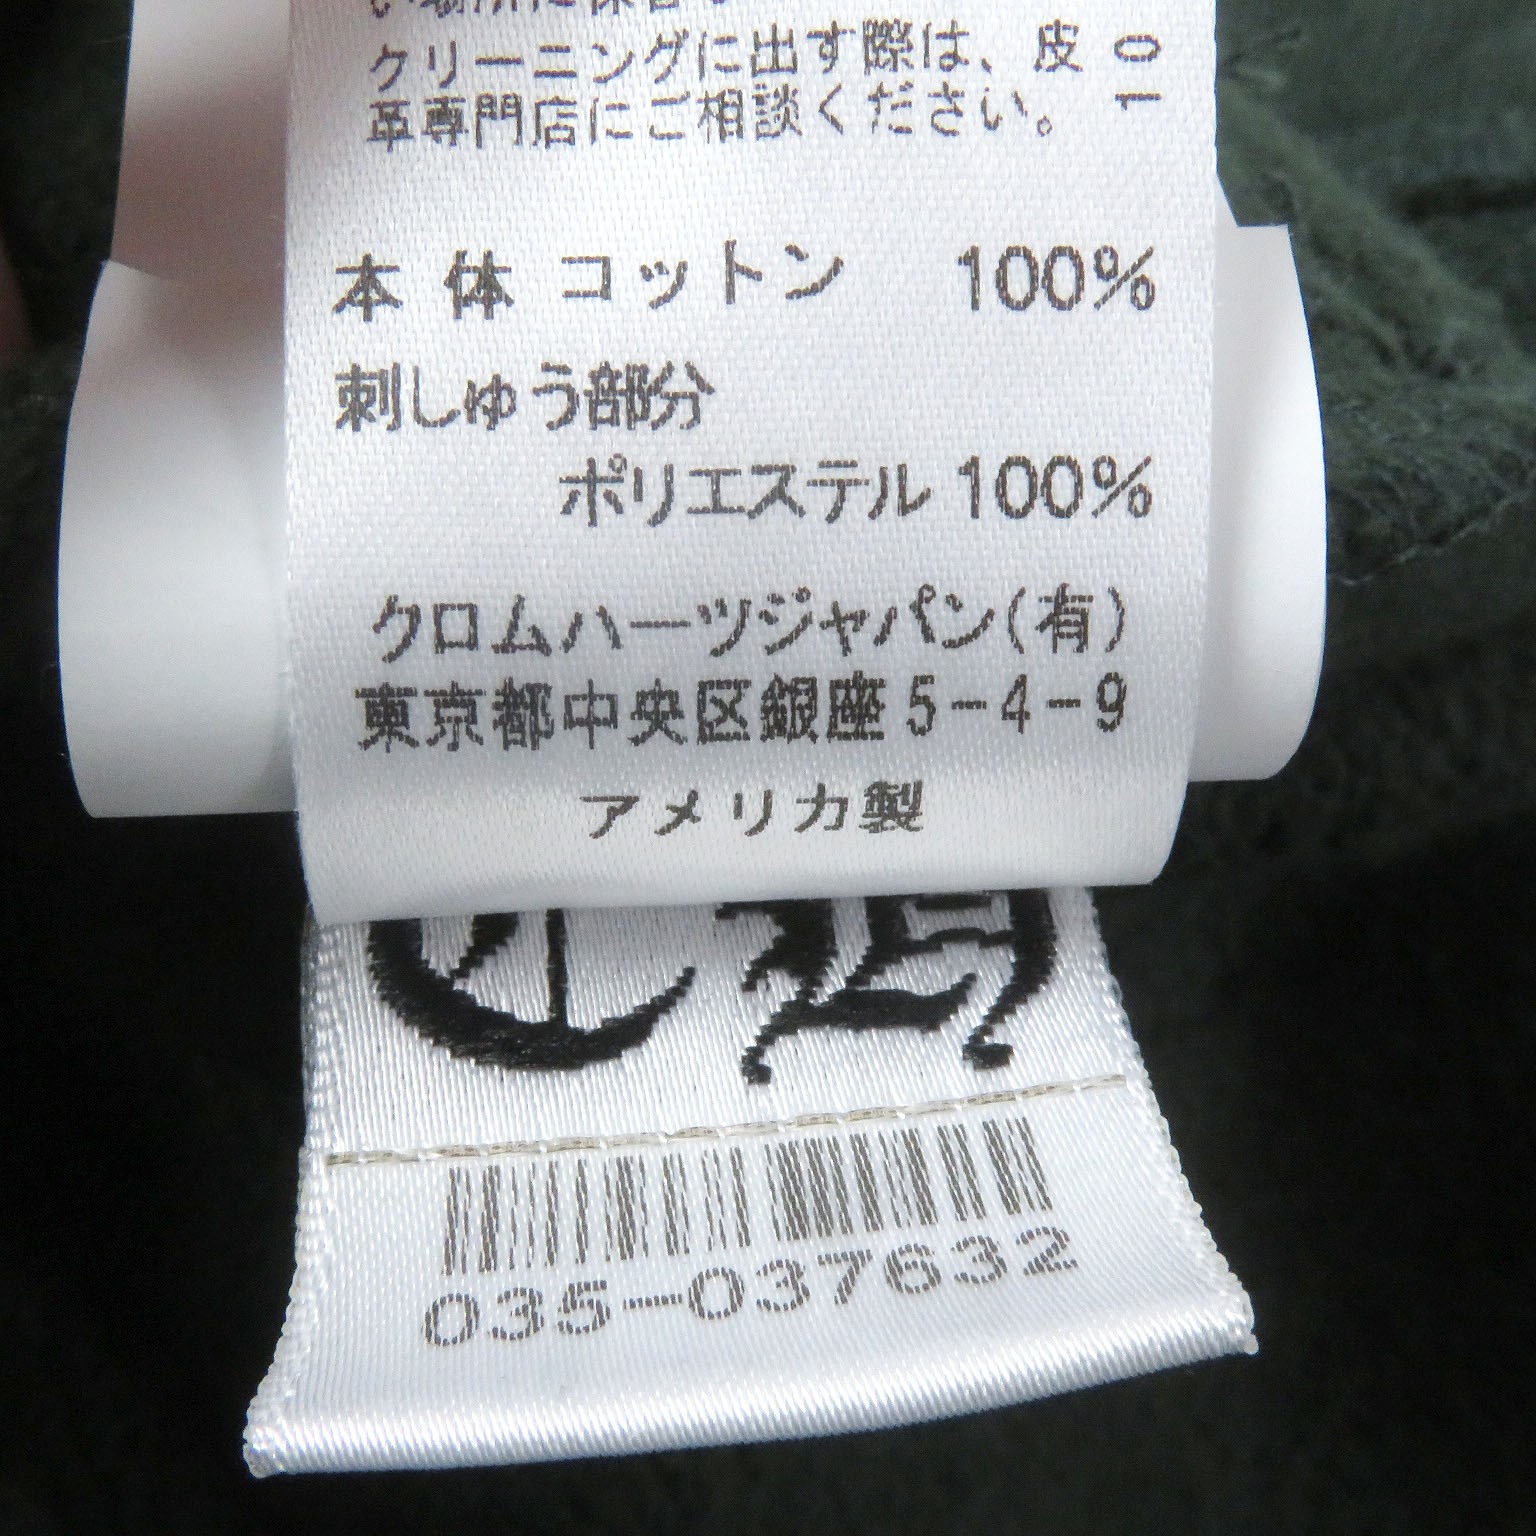 クリーニングに出す際は、皮
革専門店にご相談ください。
10
本 体 コットン 100%
刺しゅう部分
ポリエステル 100%
クロムハーツジャパン(有)
東京都中央区銀座5-4-9
アメリカ製
CH
035-037632